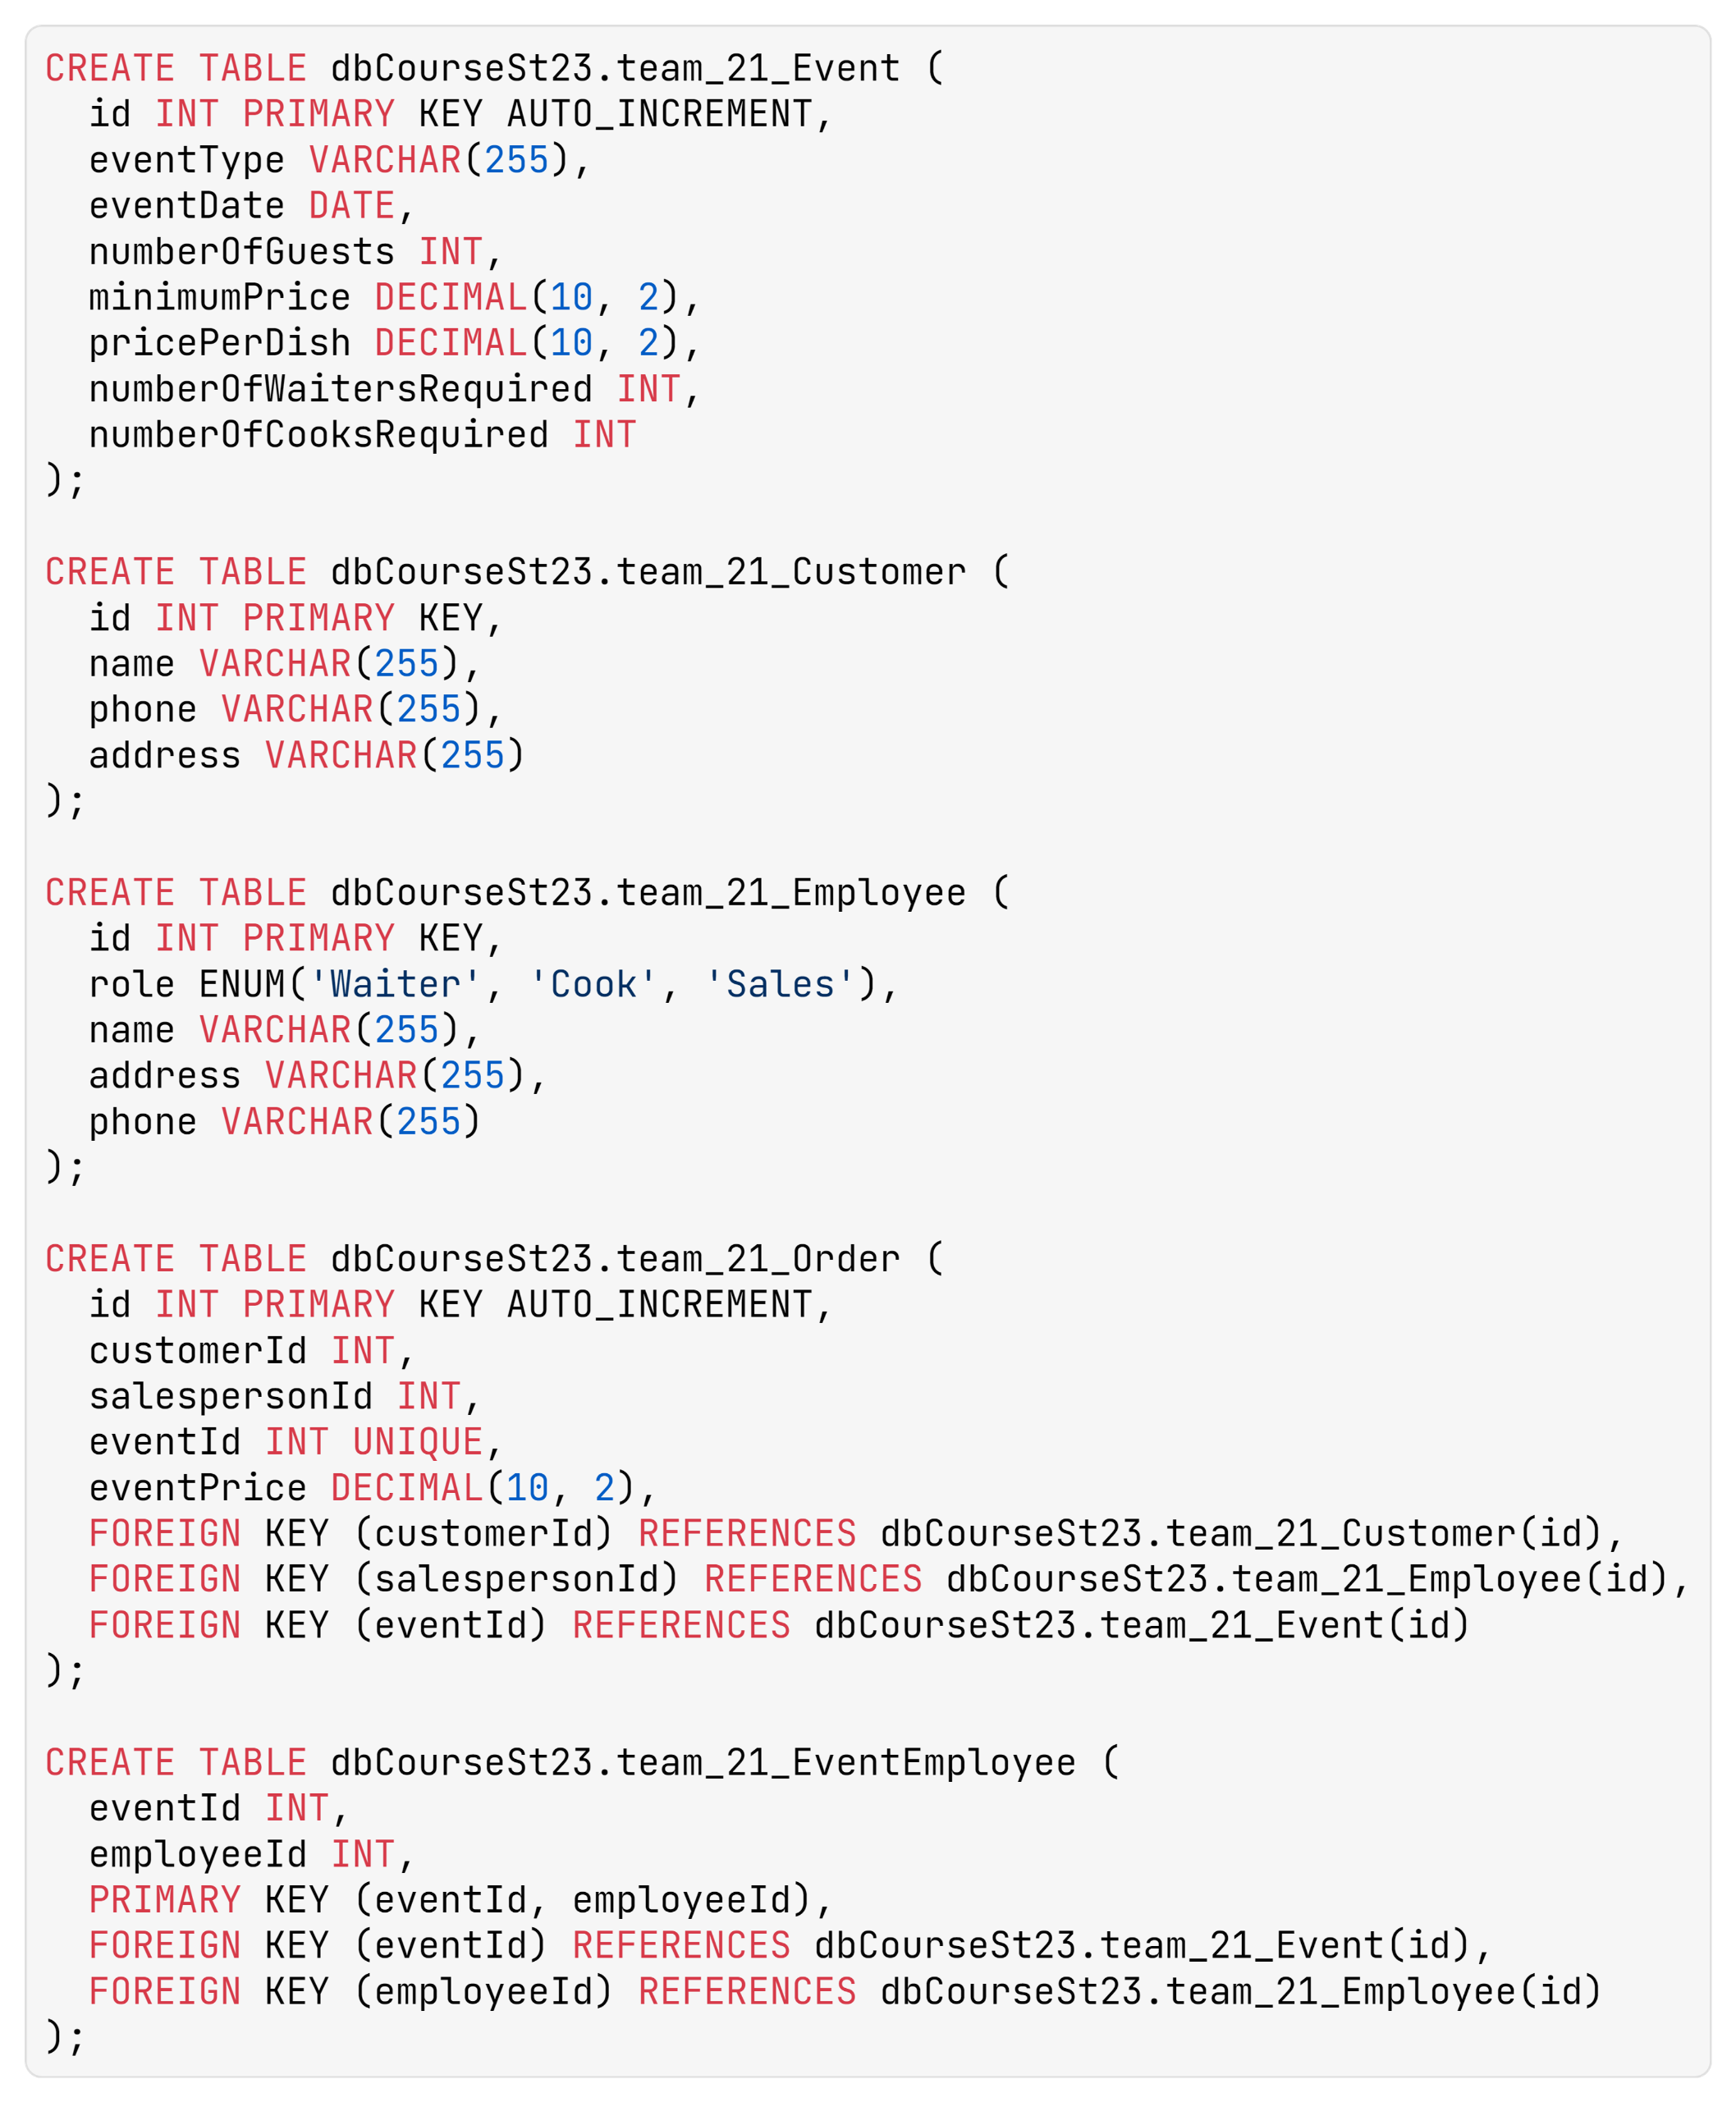 CREATE TABLE dbCourseSt23.team_21_Event (
  id INT PRIMARY KEY AUTO_INCREMENT,
  eventType VARCHAR(255),
  eventDate DATE,
  numberOfGuests INT,
  minimumPrice DECIMAL(10, 2),
  pricePerDish DECIMAL(10, 2),
  numberOfWaitersRequired INT,
  numberOfCooksRequired INT
);

CREATE TABLE dbCourseSt23.team_21_Customer (
  id INT PRIMARY KEY,
  name VARCHAR(255),
  phone VARCHAR(255),
  address VARCHAR(255)
);

CREATE TABLE dbCourseSt23.team_21_Employee (
  id INT PRIMARY KEY,
  role ENUM('Waiter', 'Cook', 'Sales'),
  name VARCHAR(255),
  address VARCHAR(255),
  phone VARCHAR(255)
);

CREATE TABLE dbCourseSt23.team_21_Order (
  id INT PRIMARY KEY AUTO_INCREMENT,
  customerId INT,
  salespersonId INT,
  eventId INT UNIQUE,
  eventPrice DECIMAL(10, 2),
  FOREIGN KEY (customerId) REFERENCES dbCourseSt23.team_21_Customer(id),
  FOREIGN KEY (salespersonId) REFERENCES dbCourseSt23.team_21_Employee(id),
  FOREIGN KEY (eventId) REFERENCES dbCourseSt23.team_21_Event(id)
);

CREATE TABLE dbCourseSt23.team_21_EventEmployee (
  eventId INT,
  employeeId INT,
  PRIMARY KEY (eventId, employeeId),
  FOREIGN KEY (eventId) REFERENCES dbCourseSt23.team_21_Event(id),
  FOREIGN KEY (employeeId) REFERENCES dbCourseSt23.team_21_Employee(id)
);